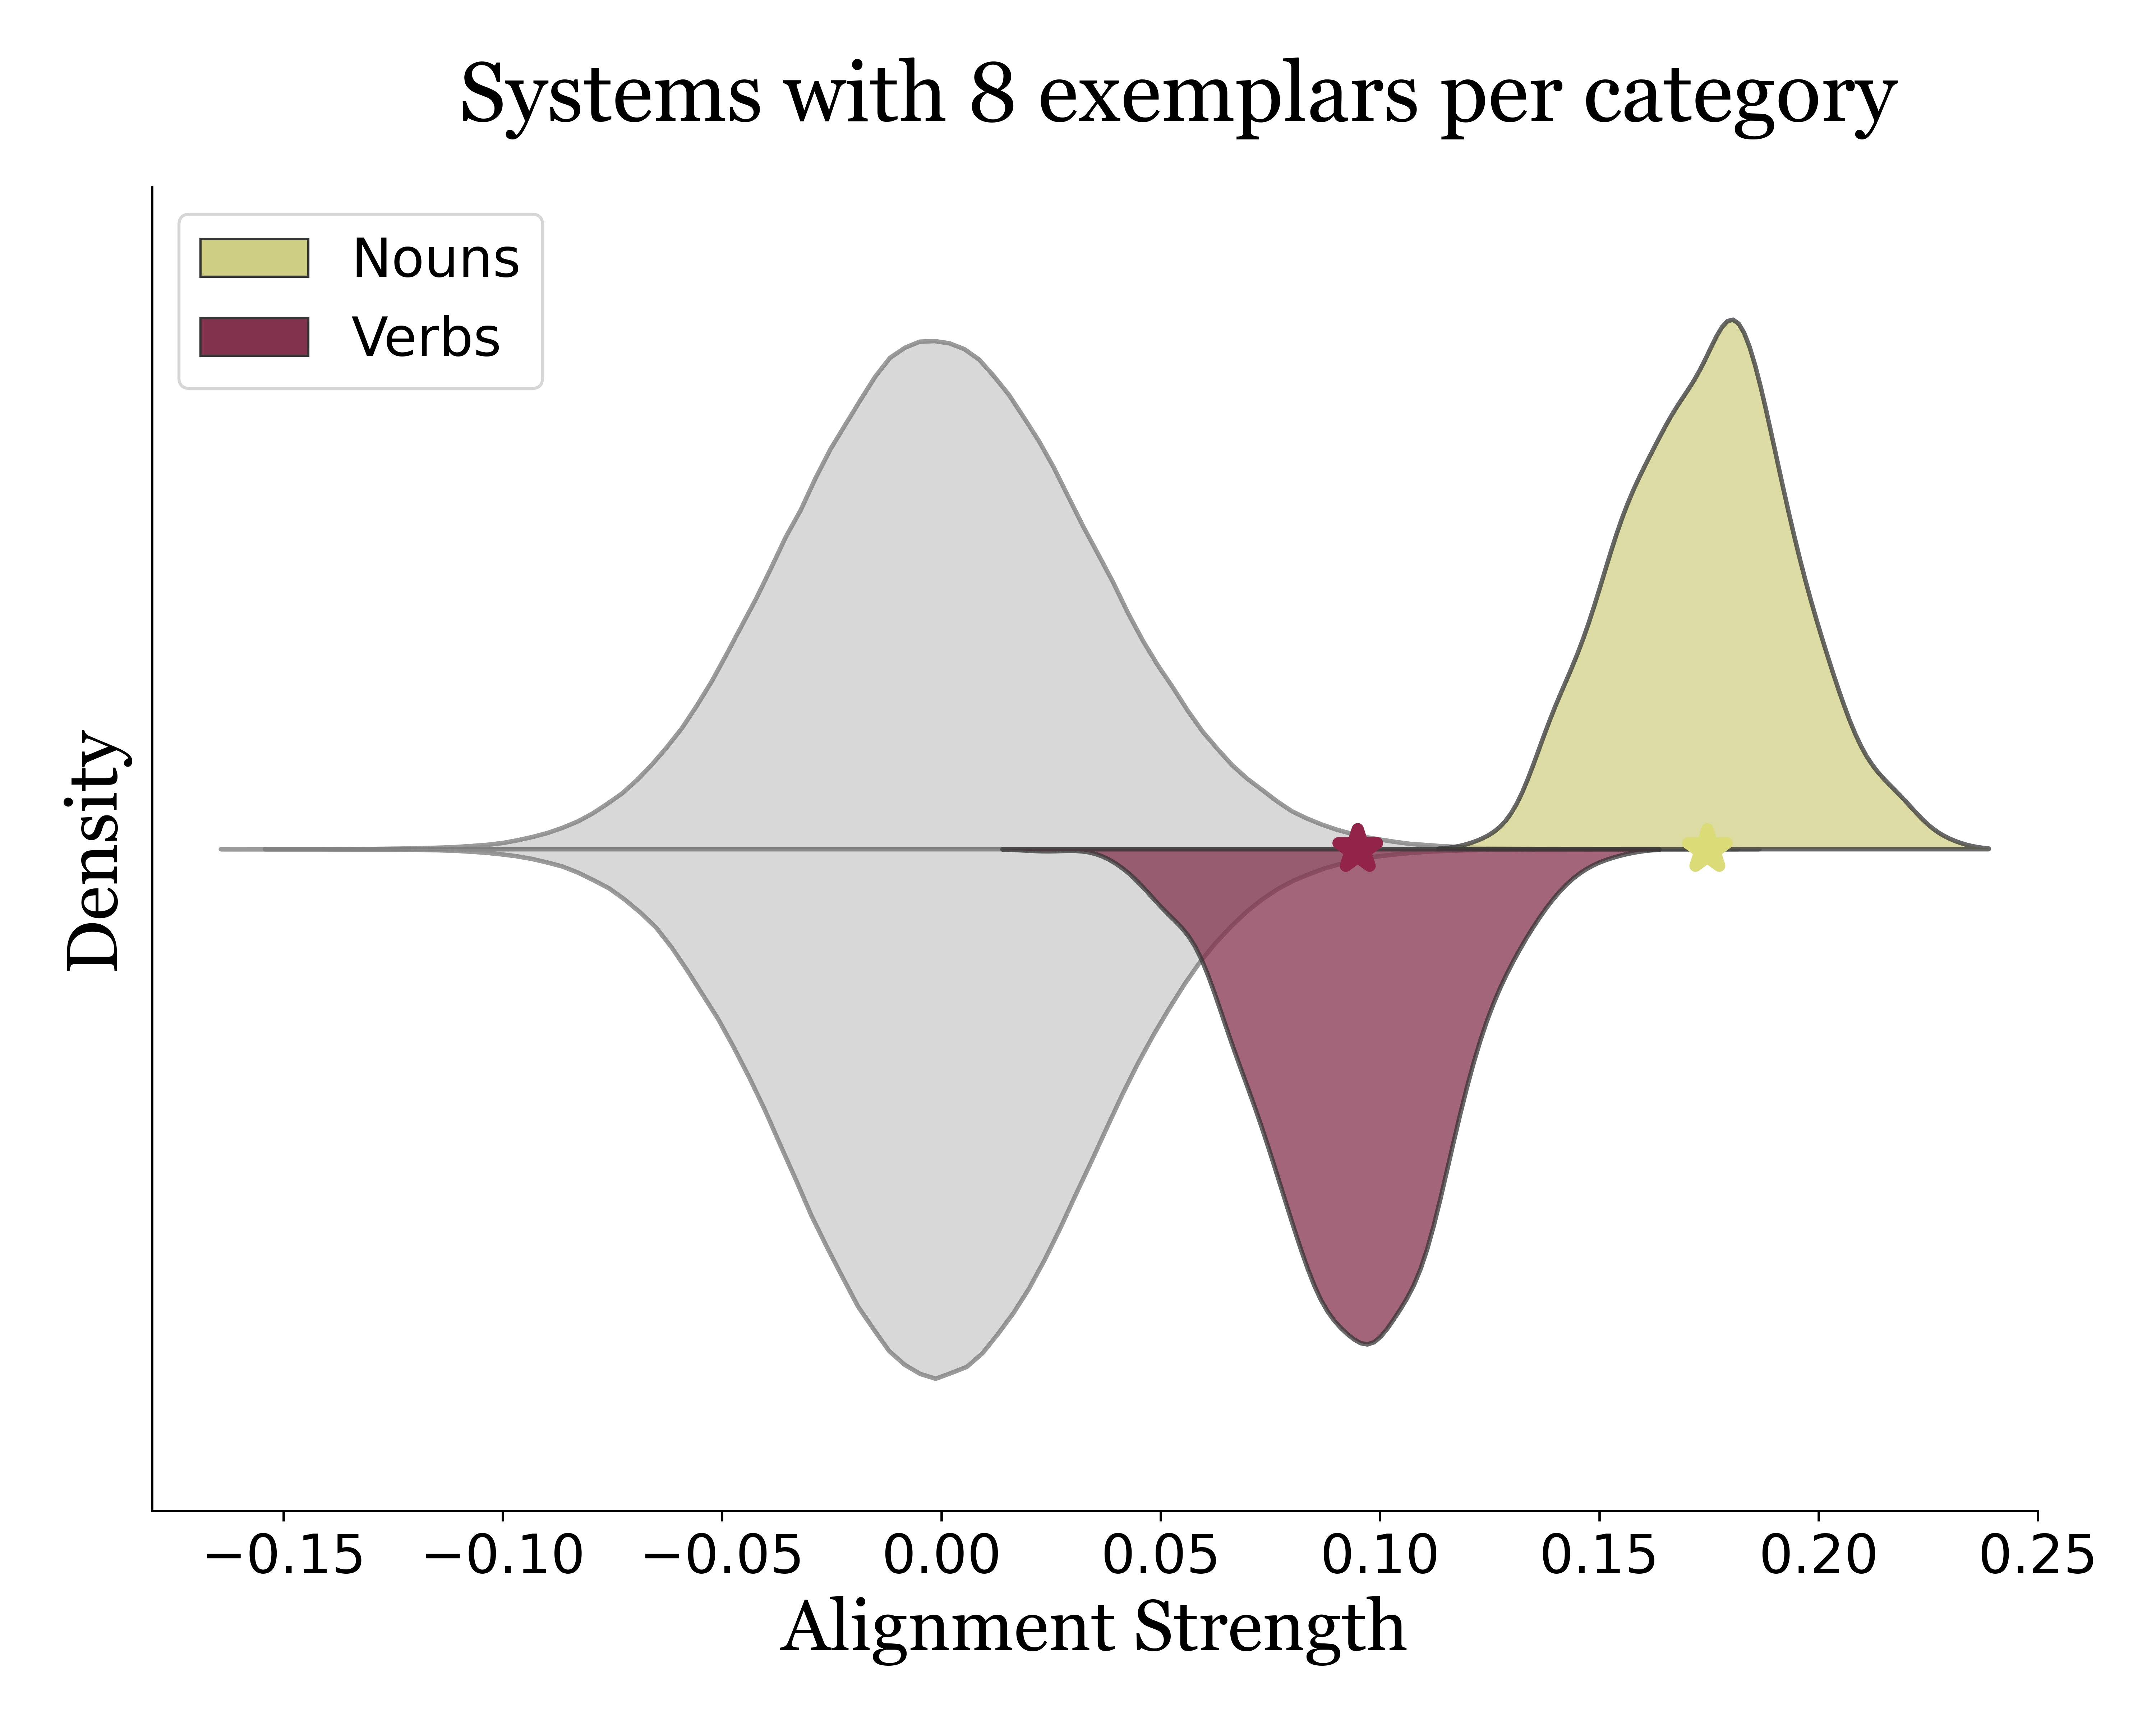 Systems with 8 exemplars per category
Nouns
Verbs
Density
−0.15 −0.10 −0.05 0.00 0.05 0.10 0.15 0.20 0.25
Alignment Strength